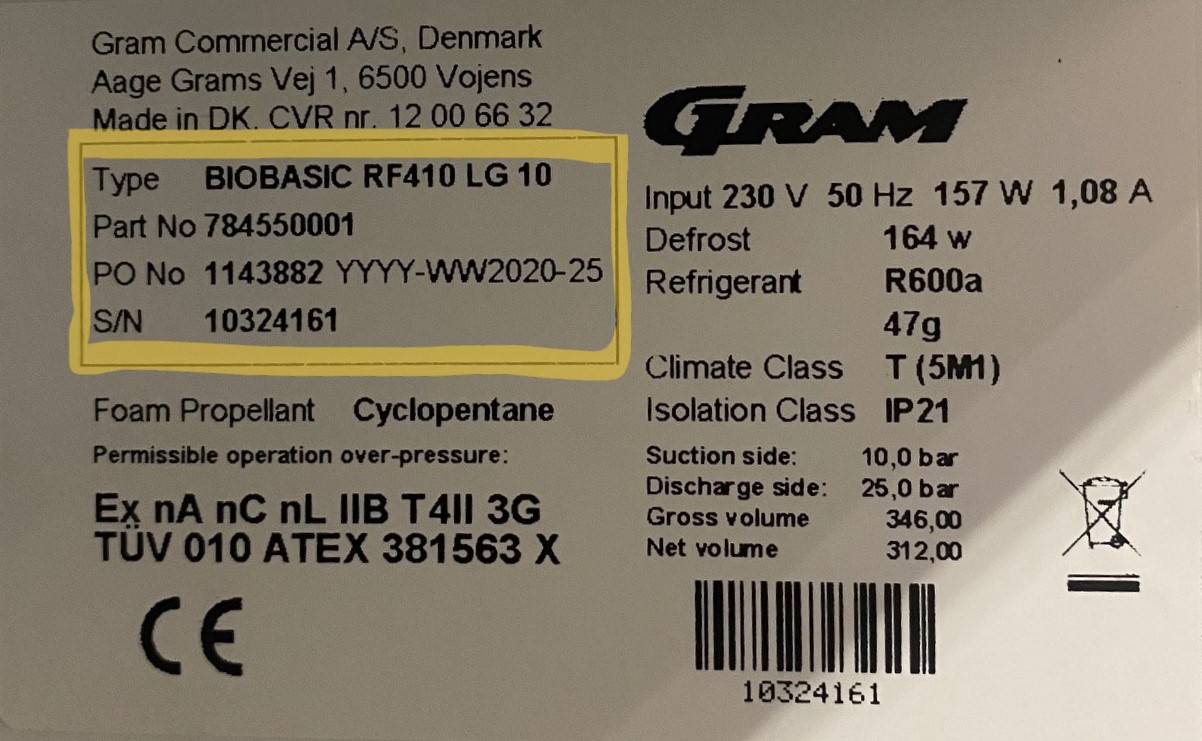 Gram Commercial A/S, Denmark
Aage Grams Vej 1, 6500 Vojens
Made in DK. CVR nr. 12 00 66 32
Type BIOBASIC RF410 LG 10
Part No 784550001
PO No 1143882 YYYY-WW2020-25
S/N 10324161
Foam Propellant Cyclopentane
Permissible operation over-pressure:
Ex nA nC nL IIB T4II 3G
TÜV 010 ATEX 381563 X
CE
GRAM
Input 230 V 50 Hz 157 W 1,08 A
Defrost 164 w
Refrigerant R600a
47g
Climate Class T (5M1)
Isolation Class IP21
Suction side: 10,0 bar
Discharge side: 25,0 bar
Gross volume 346,00
Net volume 312,00
10324161